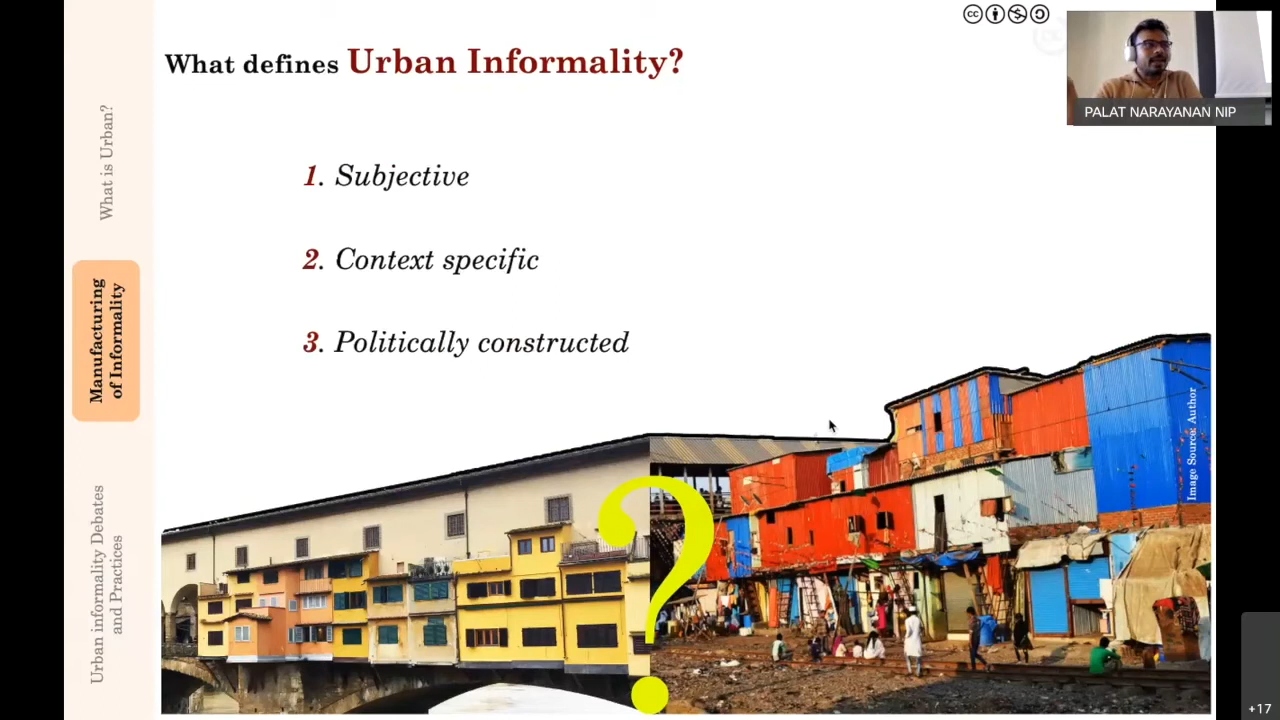 What defines Urban Informality?
PALAT NARAYANAN NIP
What is Urban?
Manufacturing
of Informality
Urban informality Debates
and Practices
1. Subjective
2. Context specific
3. Politically constructed
Image Source: Author
?
+17